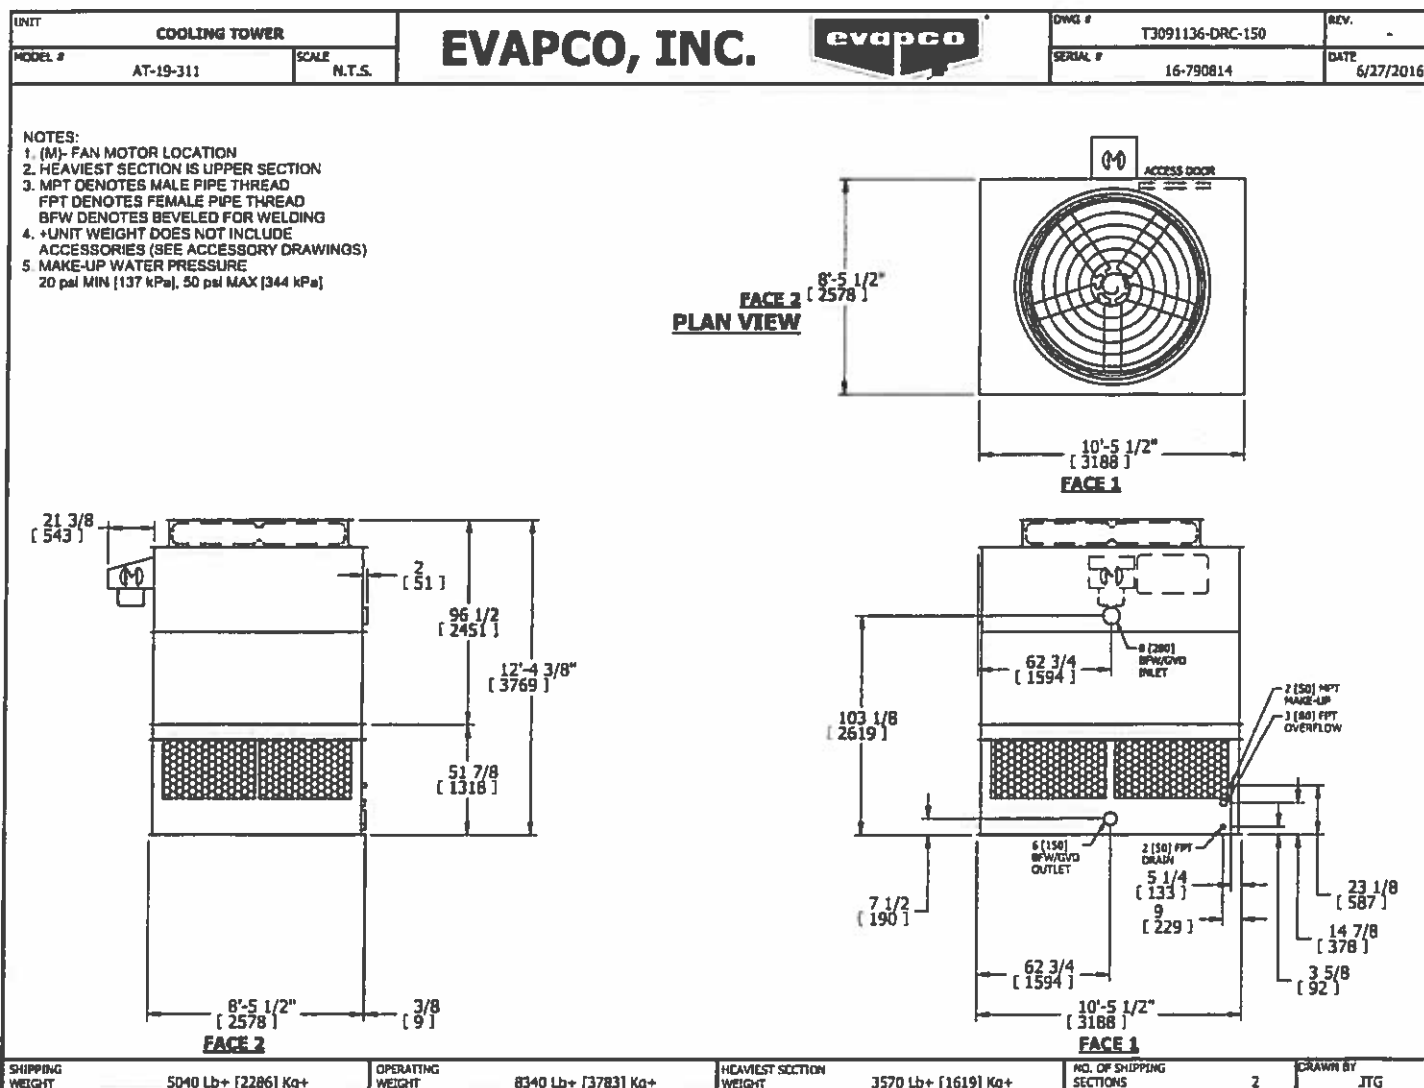 UNIT
COOLING TOWER
MODEL #
AT-19-311
SCALE
N.T.S.
EVAPCO, INC.
evapco
DWG #
T3091136-DRC-150
REV.
-
SERIAL #
16-790814
DATE
6/27/2016
NOTES:
1. (M)- FAN MOTOR LOCATION
2. HEAVIEST SECTION IS UPPER SECTION
3. MPT DENOTES MALE PIPE THREAD
FPT DENOTES FEMALE PIPE THREAD
BFW DENOTES BEVELED FOR WELDING
4. +UNIT WEIGHT DOES NOT INCLUDE
ACCESSORIES (SEE ACCESSORY DRAWINGS)
5. MAKE-UP WATER PRESSURE
20 psi MIN [137 kPa], 50 psi MAX [344 kPa]
(M)
ACCESS DOOR
8'-5 1/2"
[ 2578 ]
FACE 2
PLAN VIEW
10'-5 1/2"
[ 3188 ]
FACE 1
21 3/8
[ 543 ]
(M)
2
[ 51 ]
96 1/2
[ 2451 ]
12'-4 3/8"
[ 3769 ]
51 7/8
[ 1318 ]
8'-5 1/2"
[ 2578 ]
3/8
[ 9 ]
FACE 2
(M)
8 [200]
BFW/GVD
INLET
62 3/4
[ 1594 ]
103 1/8
[ 2619 ]
2 [50] MPT
MAKE-UP
3 [80] FPT
OVERFLOW
6 [150]
BFW/GVD
OUTLET
2 [50] FPT
DRAIN
7 1/2
[ 190 ]
5 1/4
[ 133 ]
9
[ 229 ]
23 1/8
[ 587 ]
14 7/8
[ 378 ]
3 5/8
[ 92 ]
62 3/4
[ 1594 ]
10'-5 1/2"
[ 3188 ]
FACE 1
SHIPPING
WEIGHT
5040 Lb+ [2286] Kg+
OPERATING
WEIGHT
8340 Lb+ [3783] Kg+
HEAVIEST SECTION
WEIGHT
3570 Lb+ [1619] Kg+
NO. OF SHIPPING
SECTIONS
2
DRAWN BY
JTG